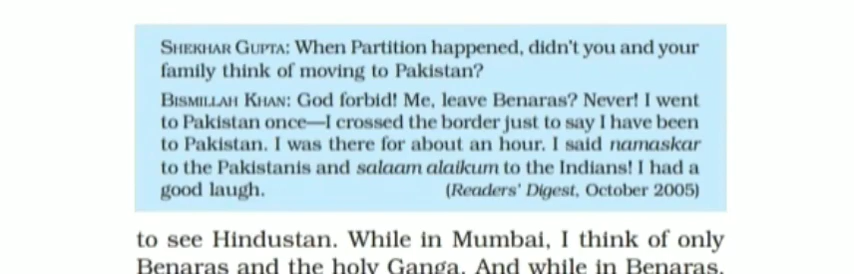 SHEKHAR GUPTA: When Partition happened, didn't you and your
family think of moving to Pakistan?
BISMILLAH KHAN: God forbid! Me, leave Benaras? Never! I went
to Pakistan once—I crossed the border just to say I have been
to Pakistan. I was there for about an hour. I said namaskar
to the Pakistanis and salaam alaikum to the Indians! I had a
good laugh. (Readers' Digest, October 2005)
to see Hindustan. While in Mumbai, I think of only
Benaras and the holy Ganga. And while in Benaras,